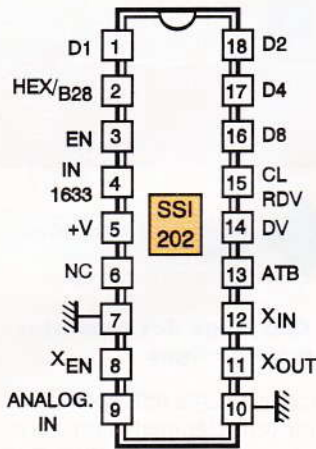 D1 1 18 D2
HEX/B28 2 17 D4
EN 3 16 D8
IN
1633 4 15 CL
RDV
+V 5 14 DV
SSI
202
NC 6 13 ATB
7 12 XIN
XEN 8 11 XOUT
ANALOG.
IN 9 10